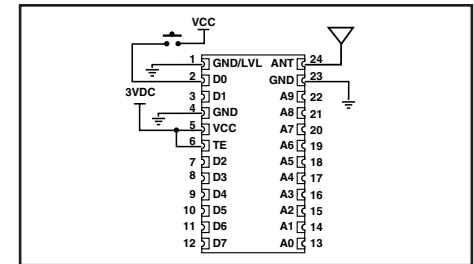 VCC
1 GND/LVL ANT 24
2 D0 GND 23
3VDC
3 D1 A9 22
4 GND A8 21
5 VCC A7 20
6 TE A6 19
7 D2 A5 18
8 D3 A4 17
9 D4 A3 16
10 D5 A2 15
11 D6 A1 14
12 D7 A0 13